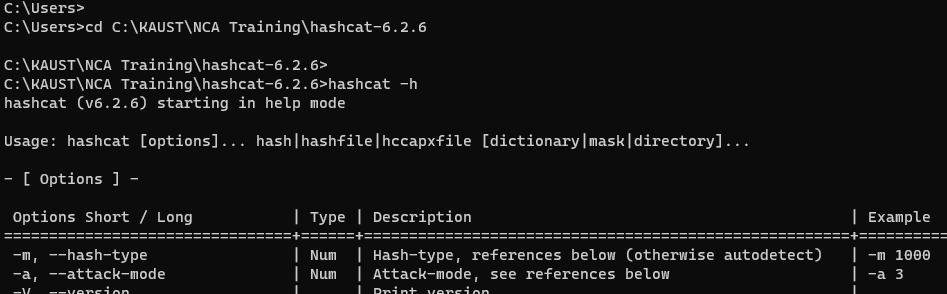 C:\Users>
C:\Users>cd C:\KAUST\NCA Training\hashcat-6.2.6
C:\KAUST\NCA Training\hashcat-6.2.6>
C:\KAUST\NCA Training\hashcat-6.2.6>hashcat -h
hashcat (v6.2.6) starting in help mode
Usage: hashcat [options]... hash|hashfile|hccapxfile [dictionary|mask|directory]...
- [ Options ] -
Options Short / Long | Type | Description | Example
================================+======+======================================================+==========
-m, --hash-type | Num | Hash-type, references below (otherwise autodetect) | -m 1000
-a, --attack-mode | Num | Attack-mode, see references below | -a 3
-V, --version | | Print version |